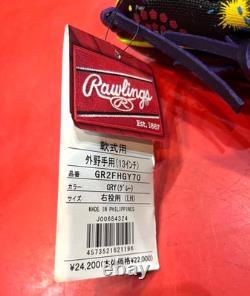 Rawlings
R
Est. 1887
軟式用
外野手用(13インチ)
品番 GR2FHGY70
カラー GRY(グレー)
サイズ 右投用 (LH)
MADE IN PHILIPPINES
J00664324
4573521621196
¥24,200(本体価格¥22,000)